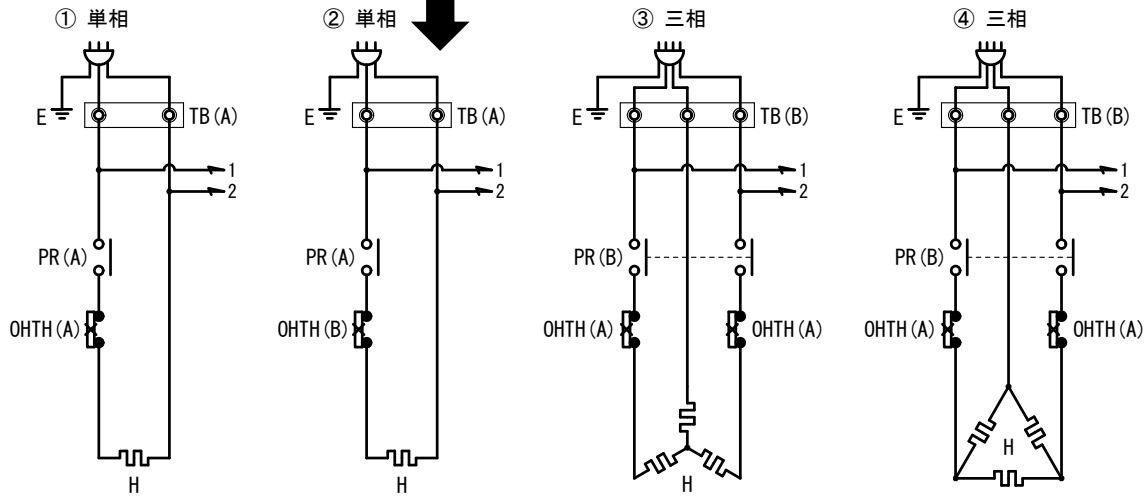 ① 単相
② 単相
③ 三相
④ 三相
E
TB(A)
E
TB(A)
E
TB(B)
E
TB(B)
1
1
1
1
2
2
2
2
PR(A)
PR(A)
PR(B)
PR(B)
OHTH(A)
OHTH(B)
OHTH(A)
OHTH(A)
OHTH(A)
OHTH(A)
H
H
H
H